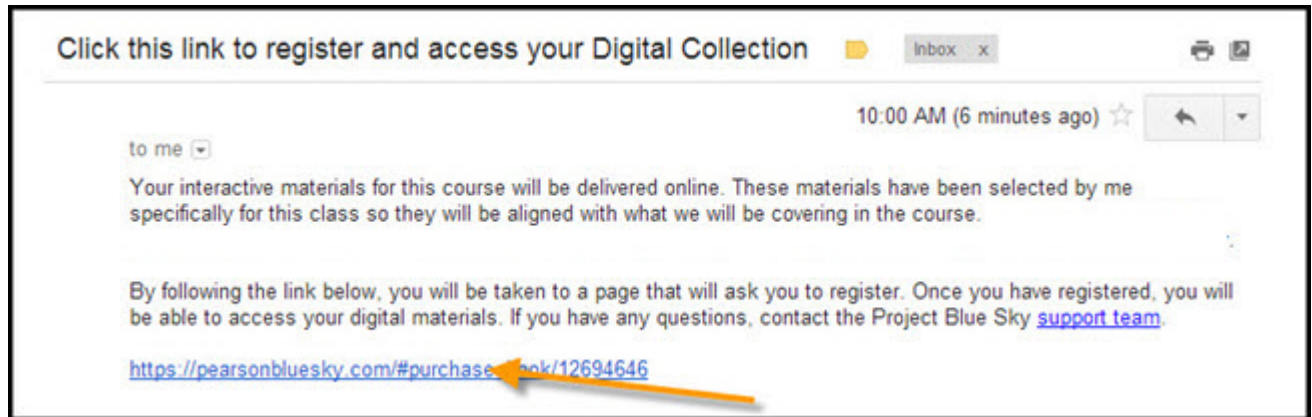 Click this link to register and access your Digital Collection Inbox x
10:00 AM (6 minutes ago)
to me
Your interactive materials for this course will be delivered online. These materials have been selected by me
specifically for this class so they will be aligned with what we will be covering in the course.
By following the link below, you will be taken to a page that will ask you to register. Once you have registered, you will
be able to access your digital materials. If you have any questions, contact the Project Blue Sky support team.
https://pearsonbluesky.com/#purchase /12694646